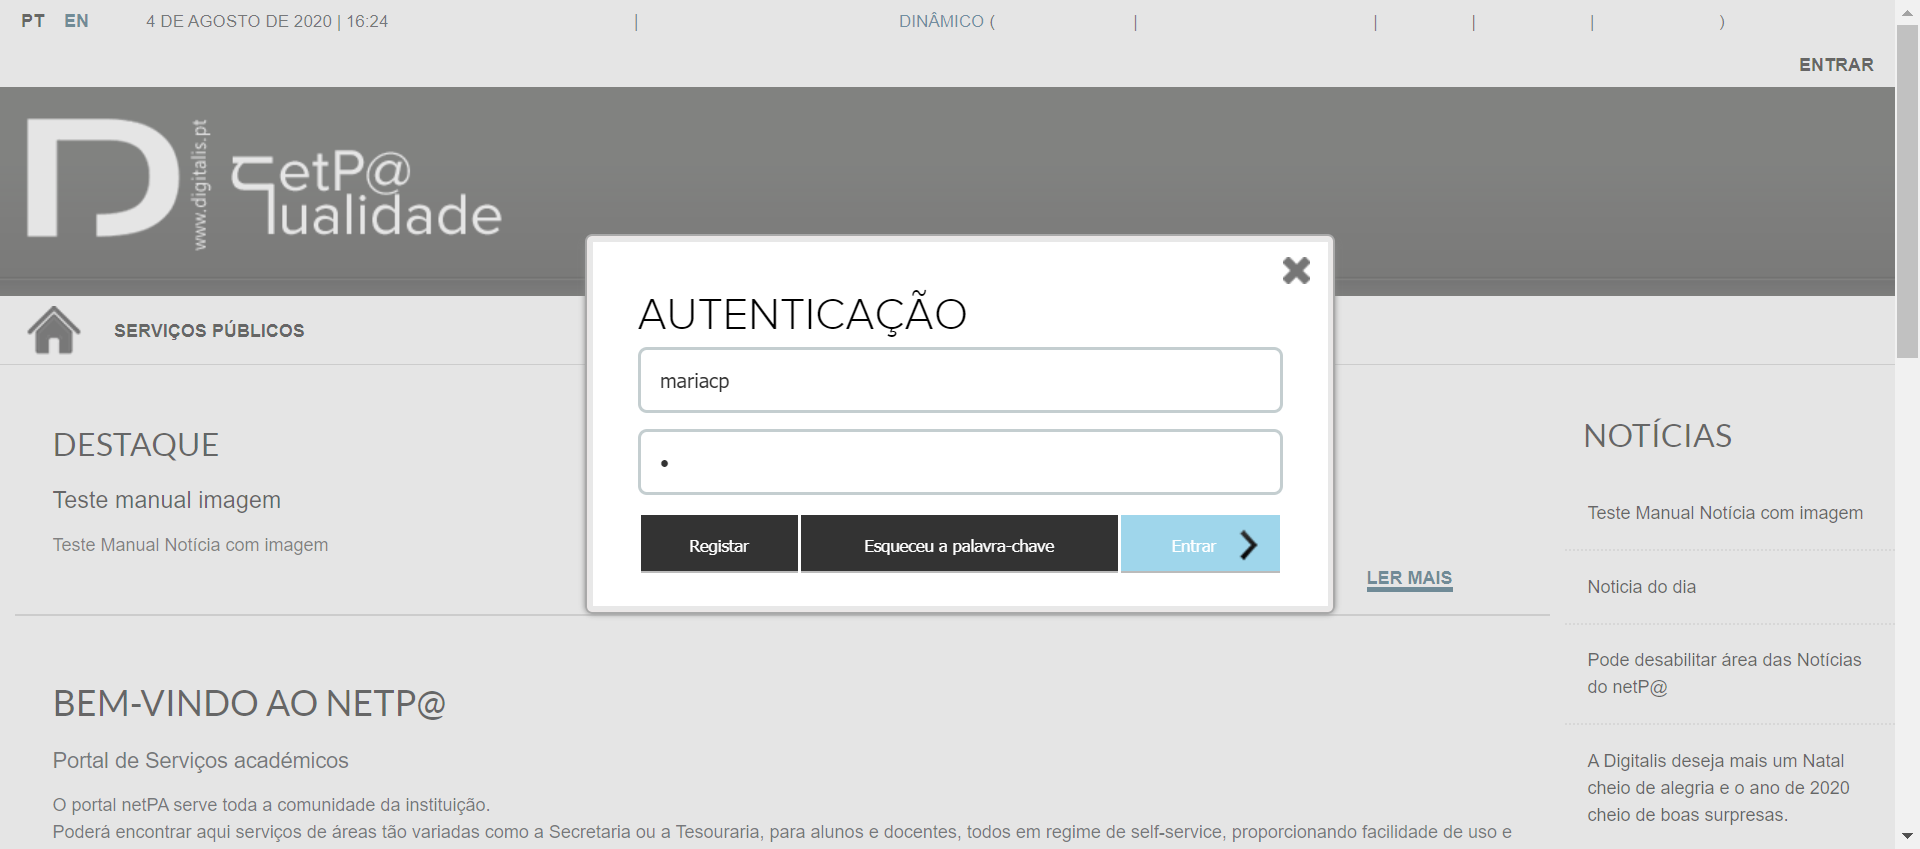 PT EN 4 DE AGOSTO DE 2020 | 16:24 | DINÂMICO ( | | | | )
ENTRAR
www.digitalis.pt
netP@
qualidade
SERVIÇOS PÚBLICOS
AUTENTICAÇÃO
mariacp
•
Registar
Esqueceu a palavra-chave
Entrar
DESTAQUE
Teste manual imagem
Teste Manual Notícia com imagem
LER MAIS
BEM-VINDO AO NETP@
Portal de Serviços académicos
O portal netPA serve toda a comunidade da instituição.
Poderá encontrar aqui serviços de áreas tão variadas como a Secretaria ou a Tesouraria, para alunos e docentes, todos em regime de self-service, proporcionando facilidade de uso e
NOTÍCIAS
Teste Manual Notícia com imagem
Noticia do dia
Pode desabilitar área das Notícias
do netP@
A Digitalis deseja mais um Natal
cheio de alegria e o ano de 2020
cheio de boas surpresas.